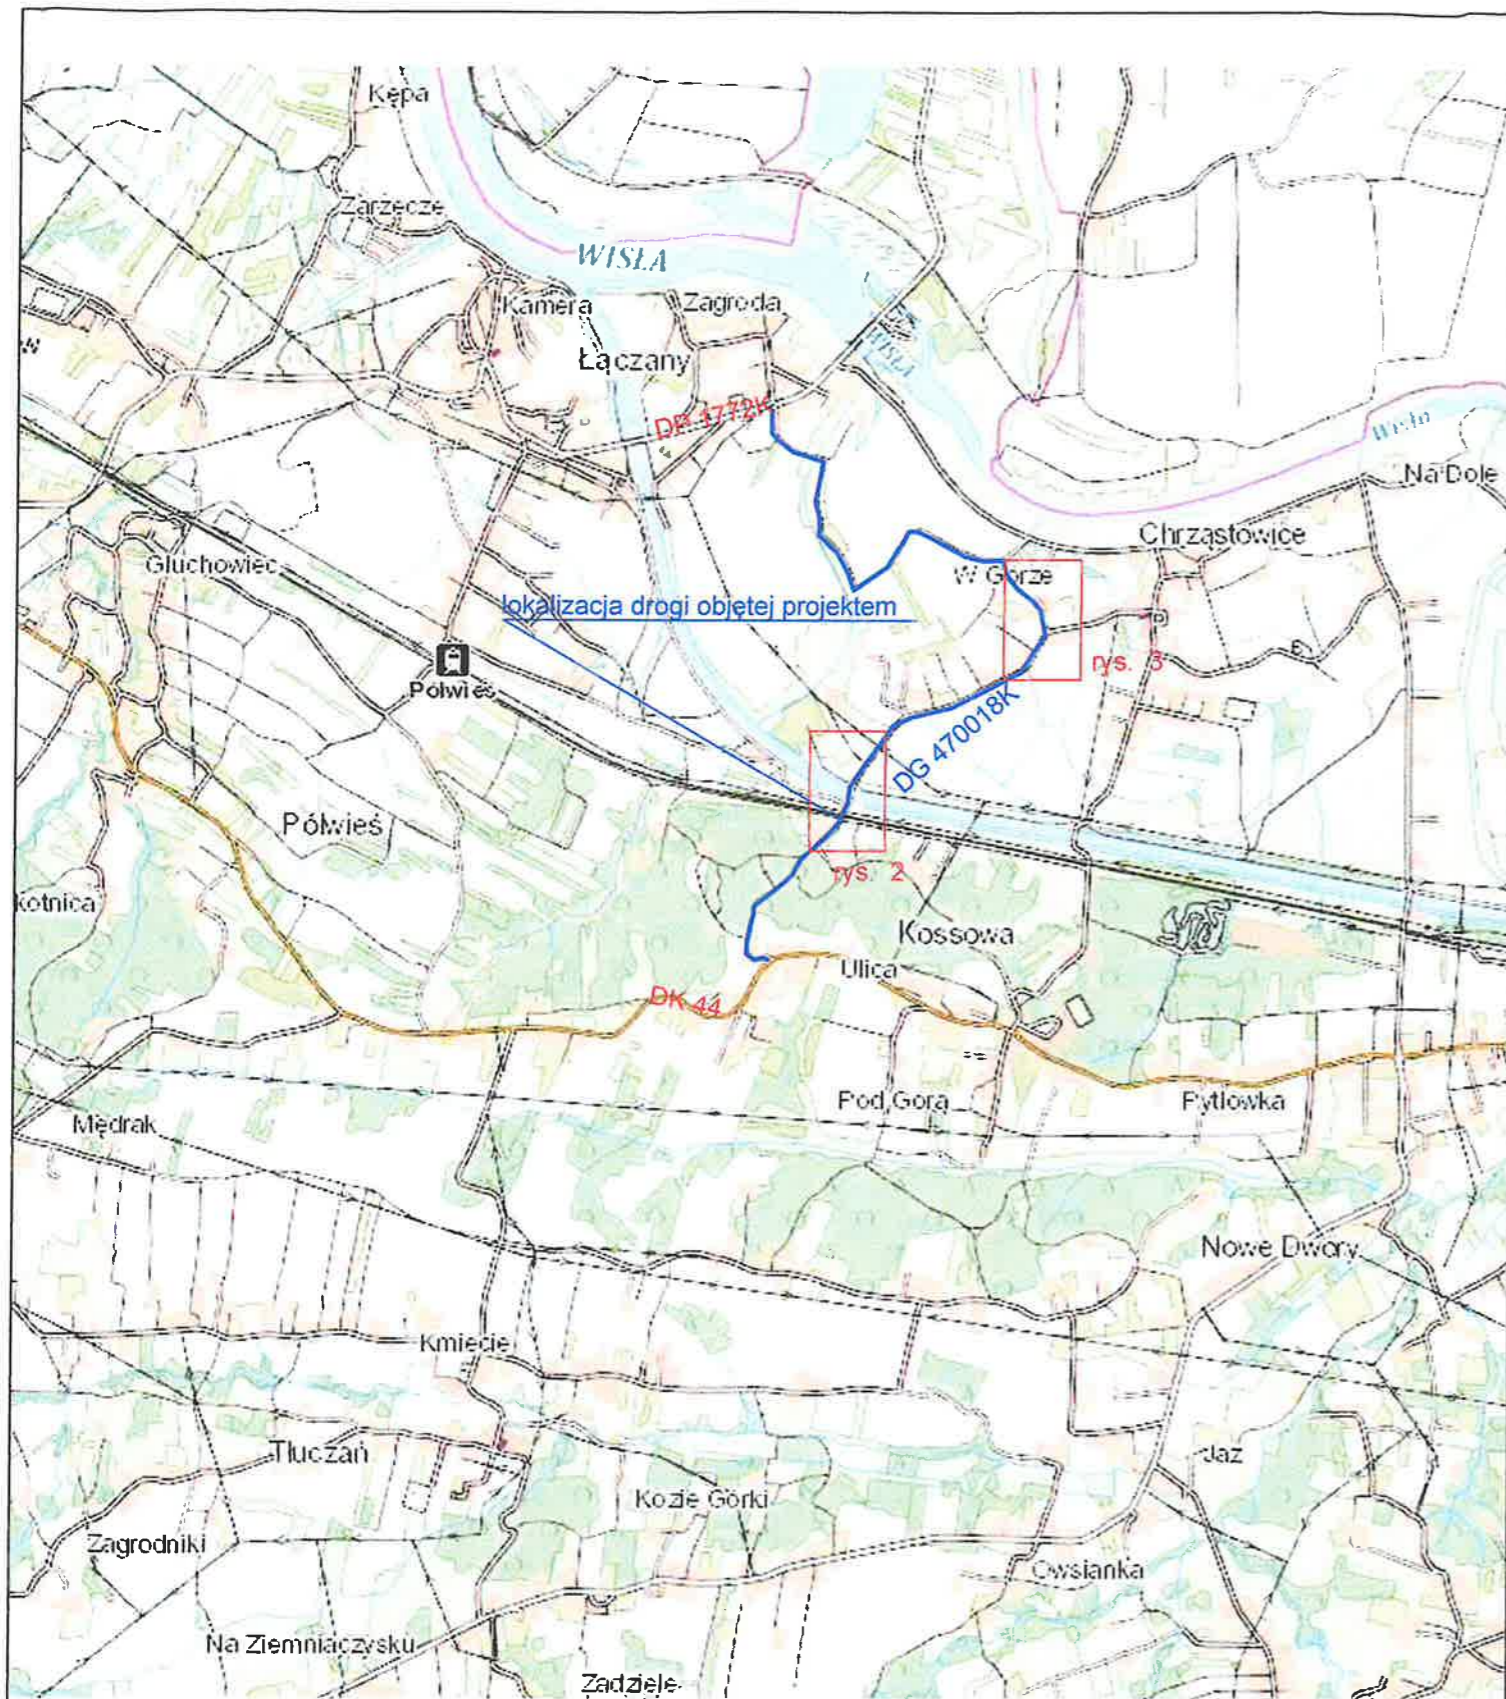 Kępa
Zarzecze
WISŁA
Kamera
Zagroda
Łączany
WISŁA
DP 1772K
Wisła
Na Dole
Chrząstowice
Głuchowiec
W Górze
lokalizacja drogi objętej projektem
rys. 3
Półwieś
DG 470018K
Półwieś
rys. 2
kotnica
Kossowa
Ulica
DK 44
Pod Górą
Pytlówka
Mędrak
Nowe Dwory
Kmiecie
Tłuczań
Jaz
Kozie Górki
Zagrodniki
Owsianka
Na Ziemniaczysku
Zadziele